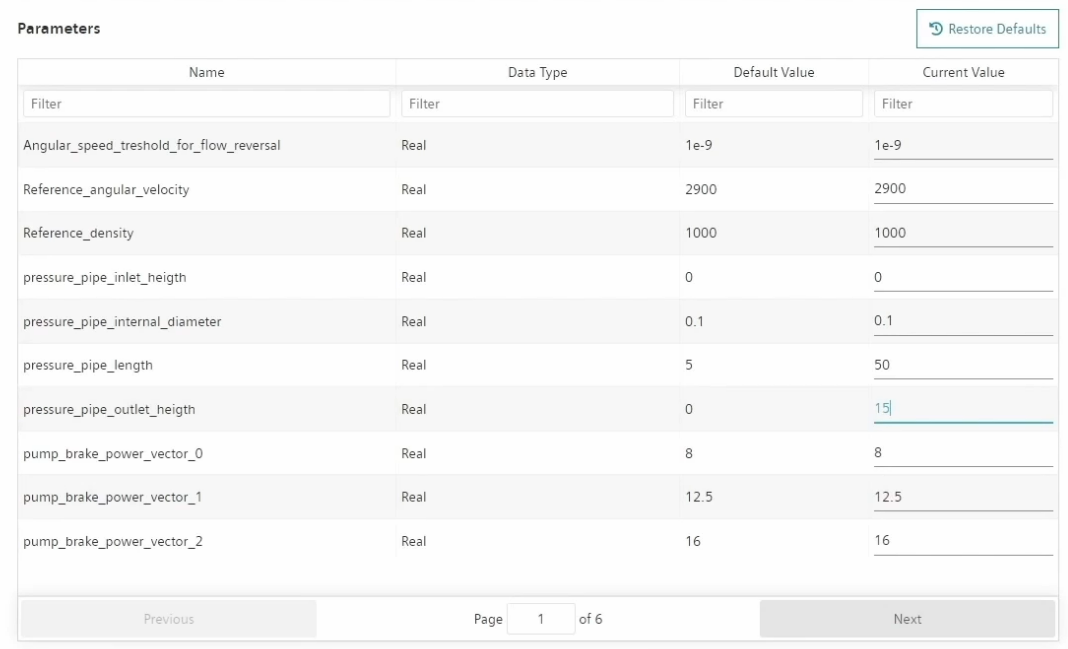 Parameters
Restore Defaults
Name Data Type Default Value Current Value
Filter Filter Filter Filter
Angular_speed_treshold_for_flow_reversal Real 1e-9 1e-9
Reference_angular_velocity Real 2900 2900
Reference_density Real 1000 1000
pressure_pipe_inlet_heigth Real 0 0
pressure_pipe_internal_diameter Real 0.1 0.1
pressure_pipe_length Real 5 50
pressure_pipe_outlet_heigth Real 0 15
pump_brake_power_vector_0 Real 8 8
pump_brake_power_vector_1 Real 12.5 12.5
pump_brake_power_vector_2 Real 16 16
Previous Page 1 of 6 Next